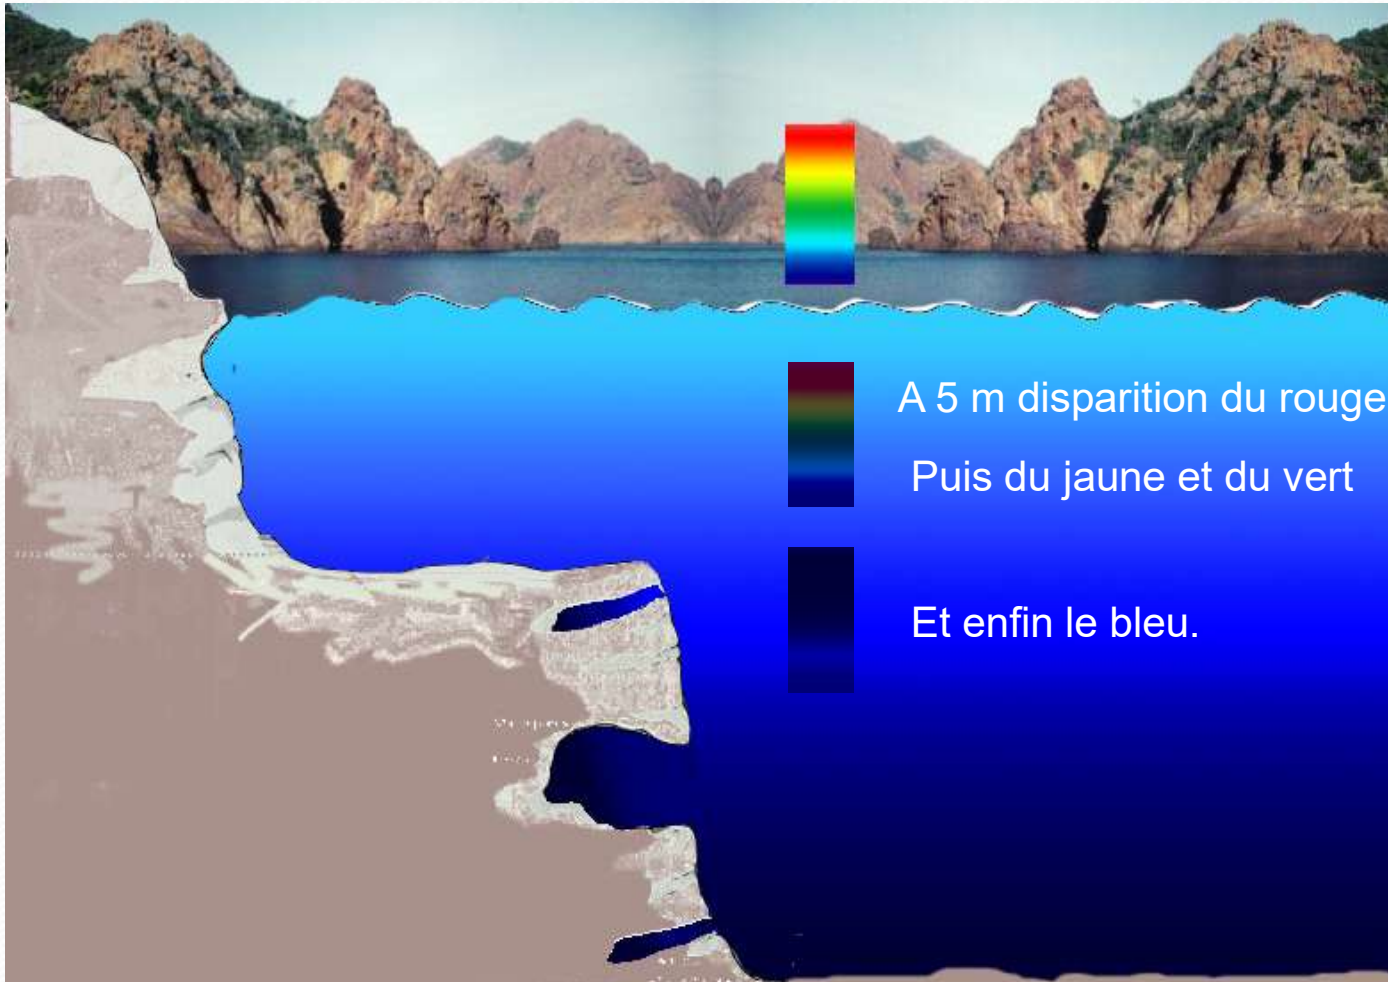 A 5 m disparition du rouge
Puis du jaune et du vert
Et enfin le bleu.